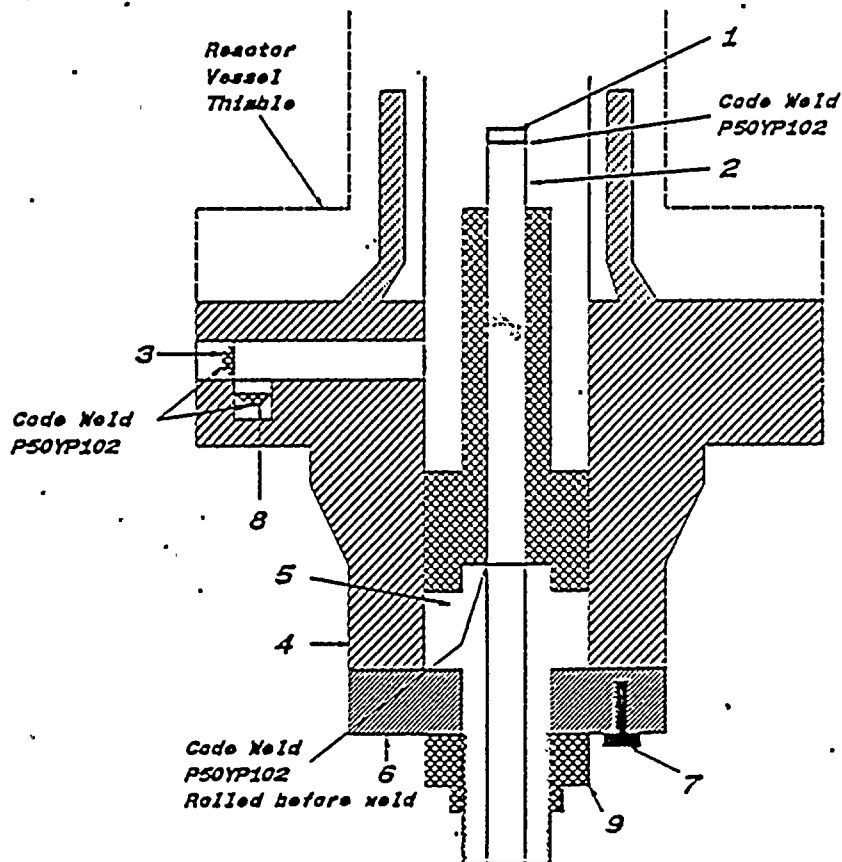 Reactor
Vessel
Thimble
1
Code Weld
P50YP102
2
3
Code Weld
P50YP102
8
5
4
Code Weld
P50YP102
Rolled before weld
6
7
9